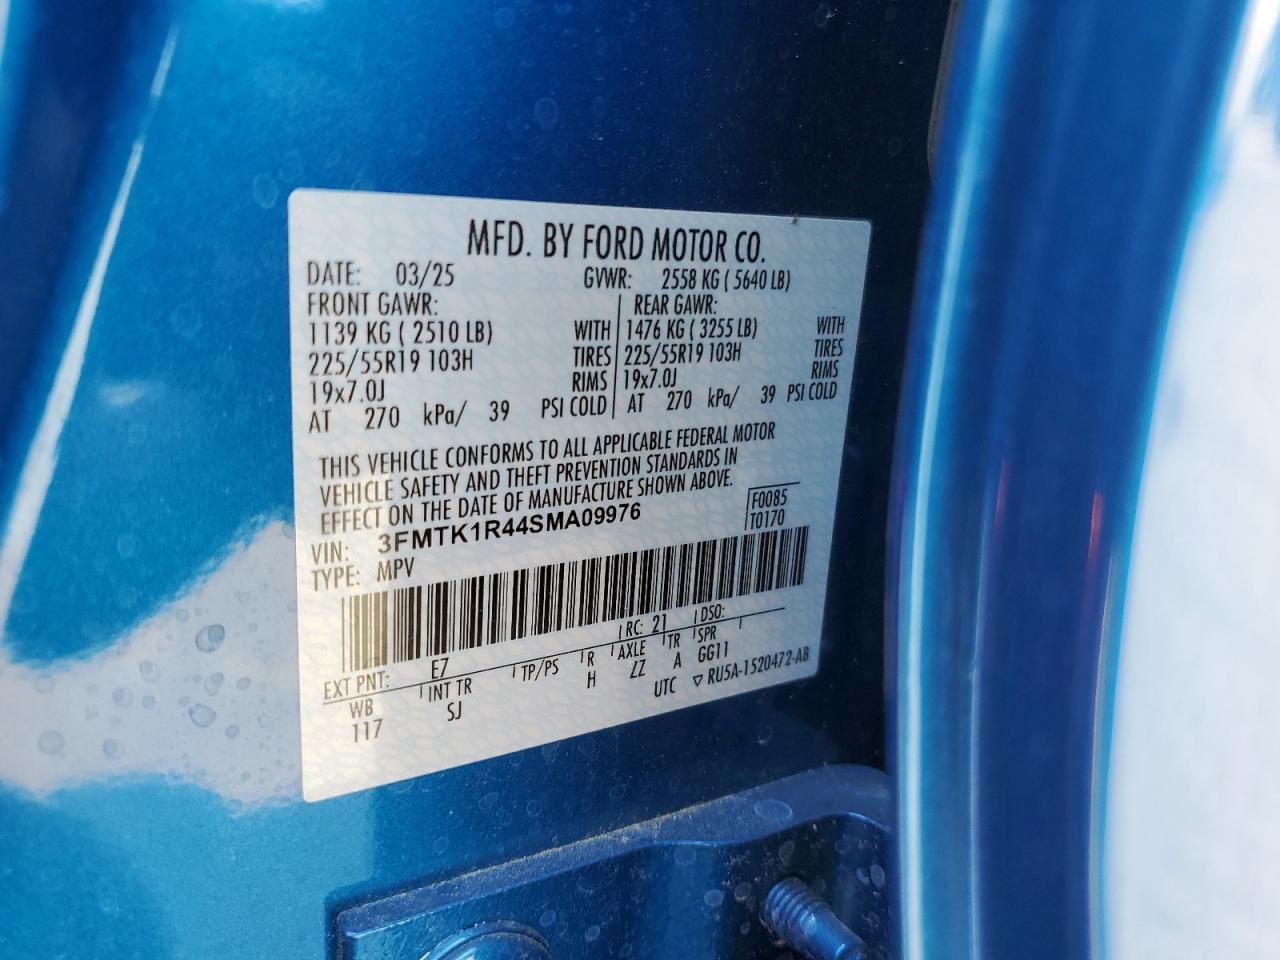 MFD. BY FORD MOTOR CO.
DATE: 03/25 GVWR: 2558 KG ( 5640 LB)
FRONT GAWR: REAR GAWR:
1139 KG ( 2510 LB) WITH 1476 KG ( 3255 LB) WITH
225/55R19 103H TIRES 225/55R19 103H TIRES
19x7.0J RIMS 19x7.0J RIMS
AT 270 kPa/ 39 PSI COLD AT 270 kPa/ 39 PSI COLD
THIS VEHICLE CONFORMS TO ALL APPLICABLE FEDERAL MOTOR
VEHICLE SAFETY AND THEFT PREVENTION STANDARDS IN
EFFECT ON THE DATE OF MANUFACTURE SHOWN ABOVE.
F0085
VIN: 3FMTK1R44SMA09976 T0170
TYPE: MPV
EXT PNT: E7 RC: 21 DSO:
WB INT TR TP/PS R AXLE TR SPR
117 SJ H ZZ A GG11
UTC ▽ RU5A-1520472-AB